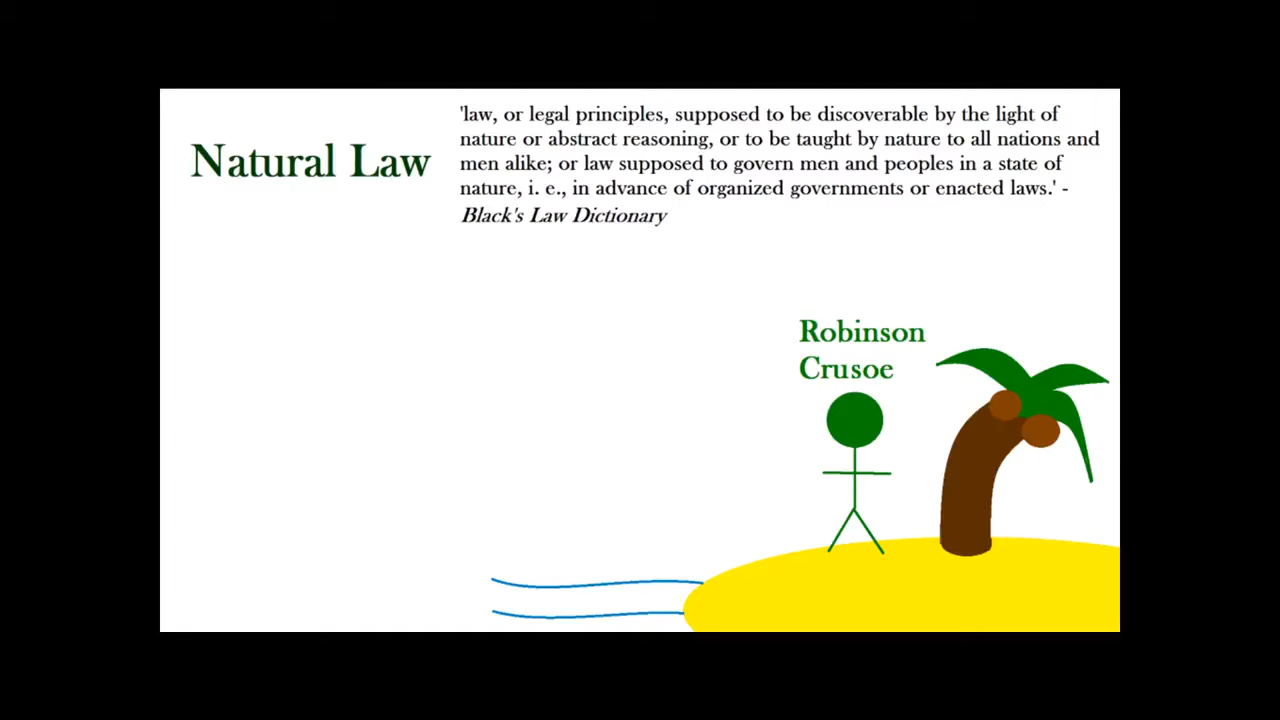 Natural Law
'law, or legal principles, supposed to be discoverable by the light of
nature or abstract reasoning, or to be taught by nature to all nations and
men alike; or law supposed to govern men and peoples in a state of
nature, i. e., in advance of organized governments or enacted laws.' -
Black's Law Dictionary
Robinson
Crusoe